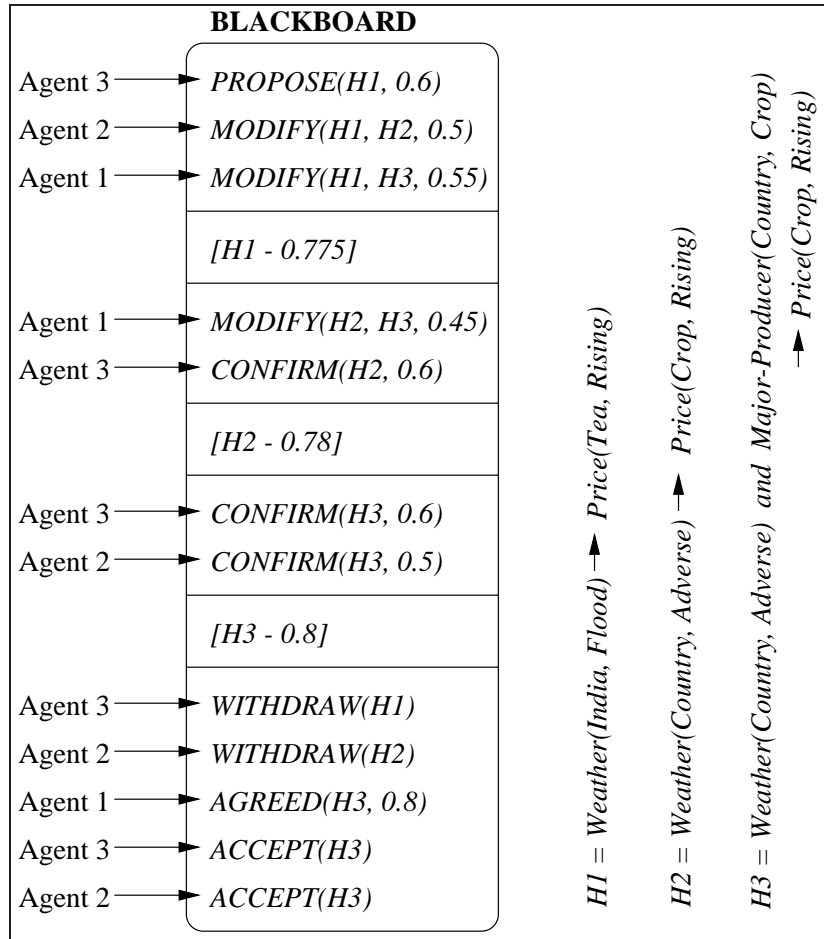 BLACKBOARD
Agent 3 PROPOSE(H1, 0.6)
Agent 2 MODIFY(H1, H2, 0.5)
Agent 1 MODIFY(H1, H3, 0.55)
[H1 - 0.775]
Agent 1 MODIFY(H2, H3, 0.45)
Agent 3 CONFIRM(H2, 0.6)
[H2 - 0.78]
Agent 3 CONFIRM(H3, 0.6)
Agent 2 CONFIRM(H3, 0.5)
[H3 - 0.8]
Agent 3 WITHDRAW(H1)
Agent 2 WITHDRAW(H2)
Agent 1 AGREED(H3, 0.8)
Agent 3 ACCEPT(H3)
Agent 2 ACCEPT(H3)
H1 = Weather(India, Flood) → Price(Tea, Rising)
H2 = Weather(Country, Adverse) → Price(Crop, Rising)
H3 = Weather(Country, Adverse) and Major-Producer(Country, Crop)
→ Price(Crop, Rising)